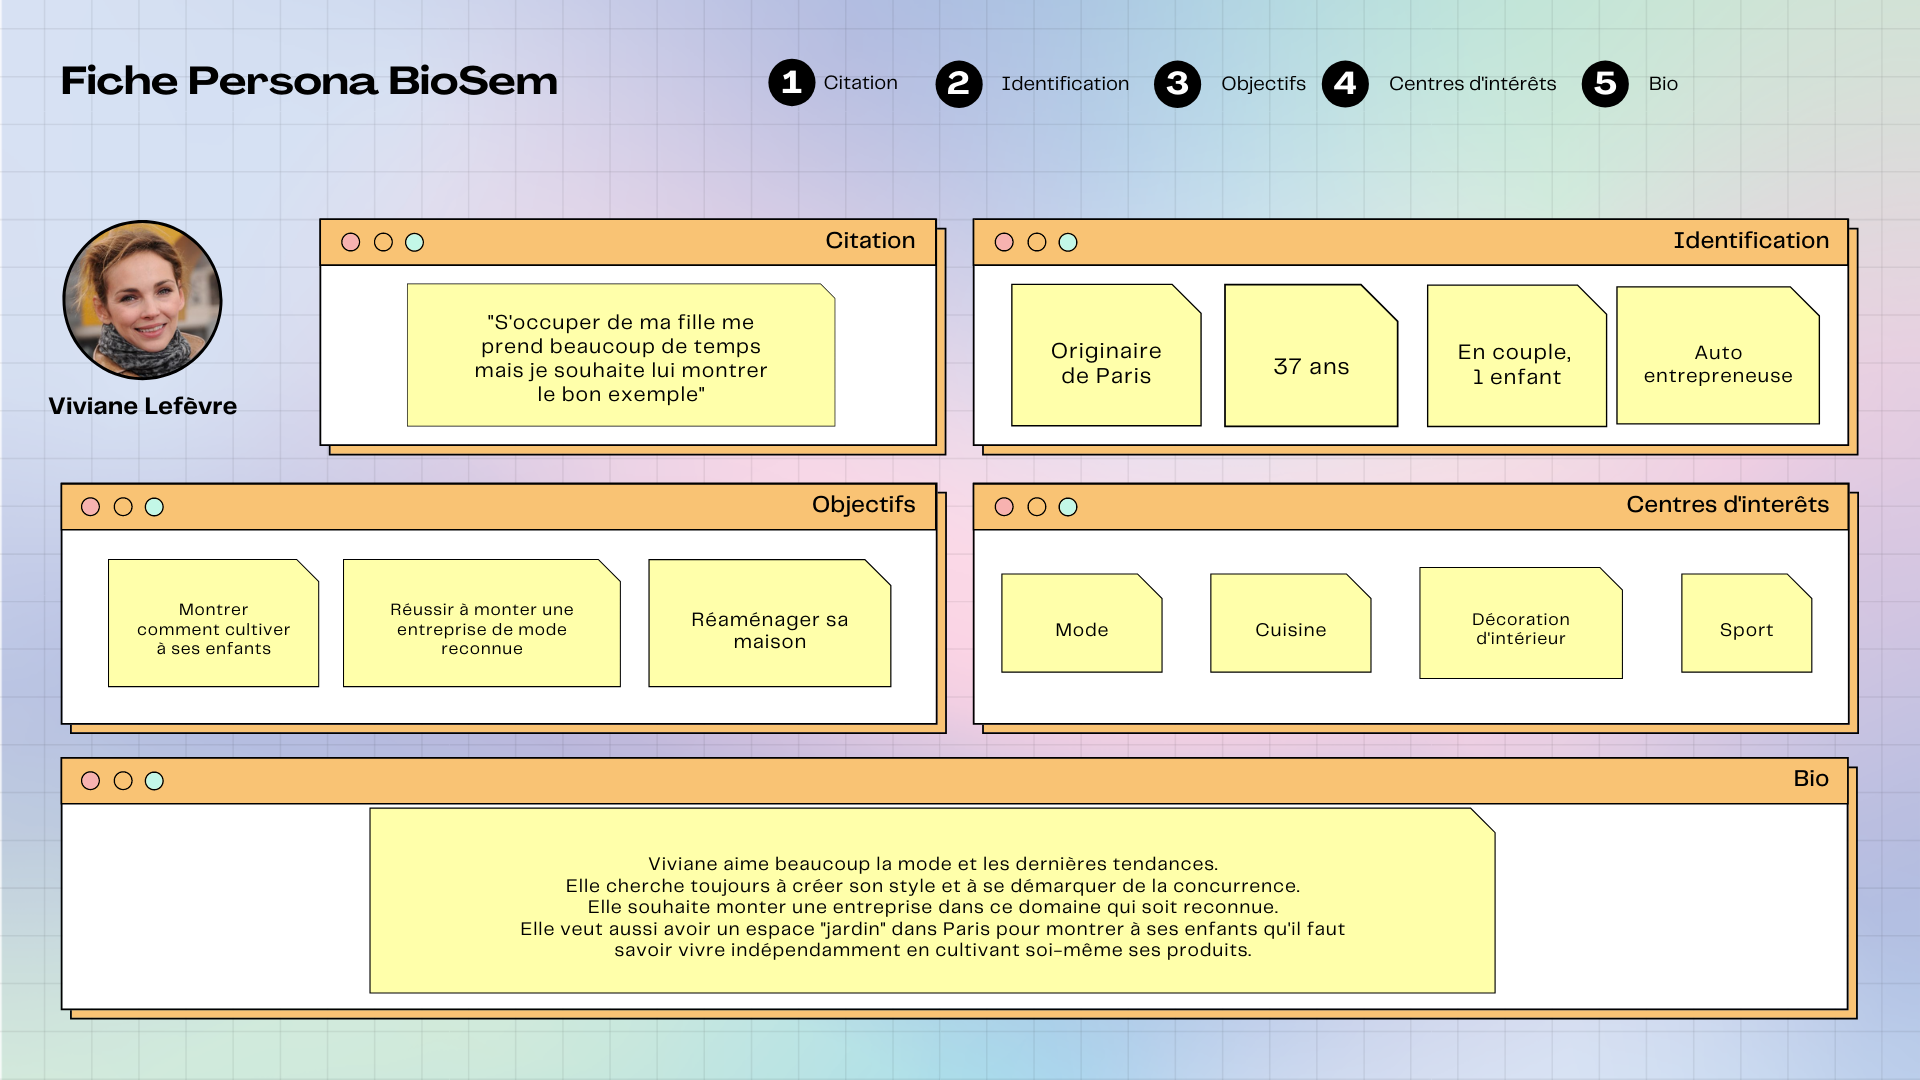 Fiche Persona BioSem
1 Citation 2 Identification 3 Objectifs 4 Centres d'intérêts 5 Bio
Viviane Lefèvre
Citation
"S'occuper de ma fille me
prend beaucoup de temps
mais je souhaite lui montrer
le bon exemple"
Identification
Originaire
de Paris
37 ans
En couple,
1 enfant
Auto
entrepreneuse
Objectifs
Montrer
comment cultiver
à ses enfants
Réussir à monter une
entreprise de mode
reconnue
Réaménager sa
maison
Centres d'interêts
Mode
Cuisine
Décoration
d'intérieur
Sport
Bio
Viviane aime beaucoup la mode et les dernières tendances.
Elle cherche toujours à créer son style et à se démarquer de la concurrence.
Elle souhaite monter une entreprise dans ce domaine qui soit reconnue.
Elle veut aussi avoir un espace "jardin" dans Paris pour montrer à ses enfants qu'il faut
savoir vivre indépendamment en cultivant soi-même ses produits.